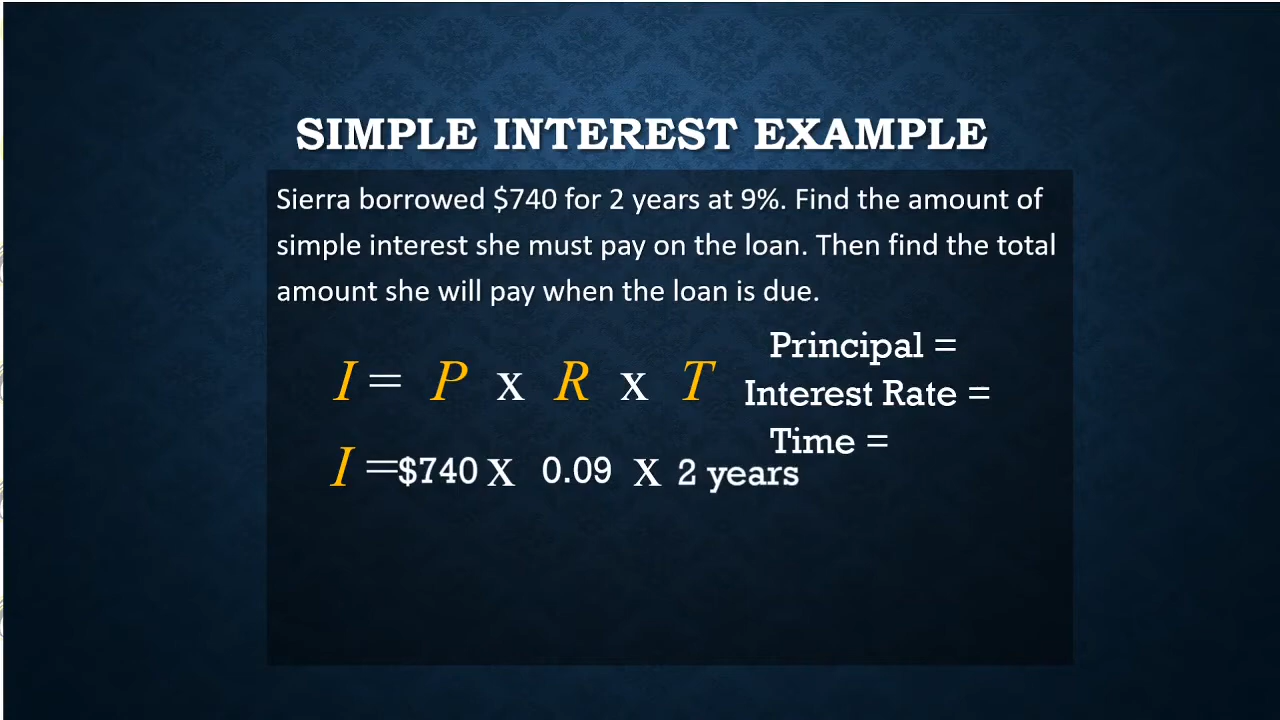 SIMPLE INTEREST EXAMPLE
Sierra borrowed $740 for 2 years at 9%. Find the amount of
simple interest she must pay on the loan. Then find the total
amount she will pay when the loan is due.
I = P x R x T
Principal =
Interest Rate =
Time =
I =$740 X 0.09 X 2 years